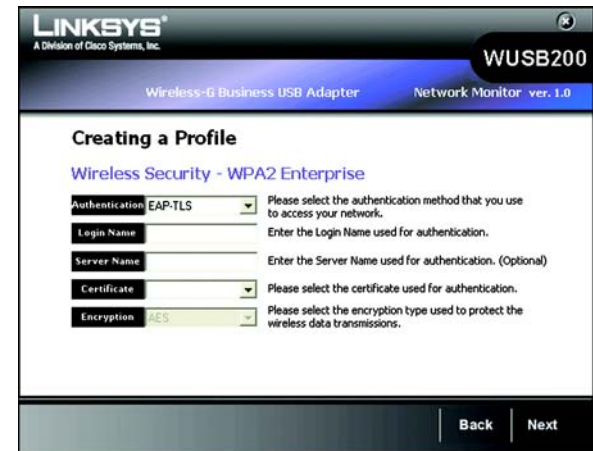 LINKSYS®
A Division of Cisco Systems, Inc.
WUSB200
Wireless-G Business USB Adapter Network Monitor ver. 1.0
Creating a Profile
Wireless Security - WPA2 Enterprise
Authentication EAP-TLS Please select the authentication method that you use
to access your network.
Login Name Enter the Login Name used for authentication.
Server Name Enter the Server Name used for authentication. (Optional)
Certificate Please select the certificate used for authentication.
Encryption AES Please select the encryption type used to protect the
wireless data transmissions.
Back Next